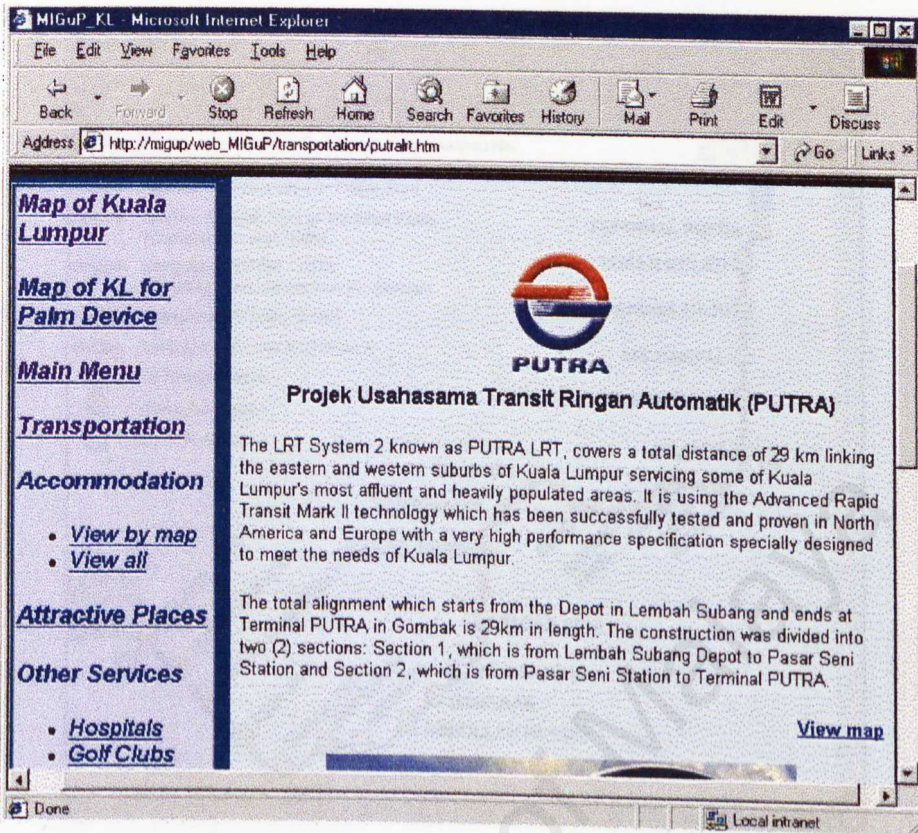 MIGuP_KL - Microsoft Internet Explorer
File Edit View Favorites Tools Help
Back Forward Stop Refresh Home Search Favorites History Mail Print Edit Discuss
Address http://migup/web_MIGuP/transportation/putralrt.htm Go Links »
Map of Kuala
Lumpur
Map of KL for
Palm Device
Main Menu
Transportation
Accommodation
• View by map
• View all
Attractive Places
Other Services
• Hospitals
• Golf Clubs
PUTRA
Projek Usahasama Transit Ringan Automatik (PUTRA)
The LRT System 2 known as PUTRA LRT, covers a total distance of 29 km linking
the eastern and western suburbs of Kuala Lumpur servicing some of Kuala
Lumpur's most affluent and heavily populated areas. It is using the Advanced Rapid
Transit Mark II technology which has been successfully tested and proven in North
America and Europe with a very high performance specification specially designed
to meet the needs of Kuala Lumpur.
The total alignment which starts from the Depot in Lembah Subang and ends at
Terminal PUTRA in Gombak is 29km in length. The construction was divided into
two (2) sections: Section 1, which is from Lembah Subang Depot to Pasar Seni
Station and Section 2, which is from Pasar Seni Station to Terminal PUTRA.
View map
Done
Local intranet